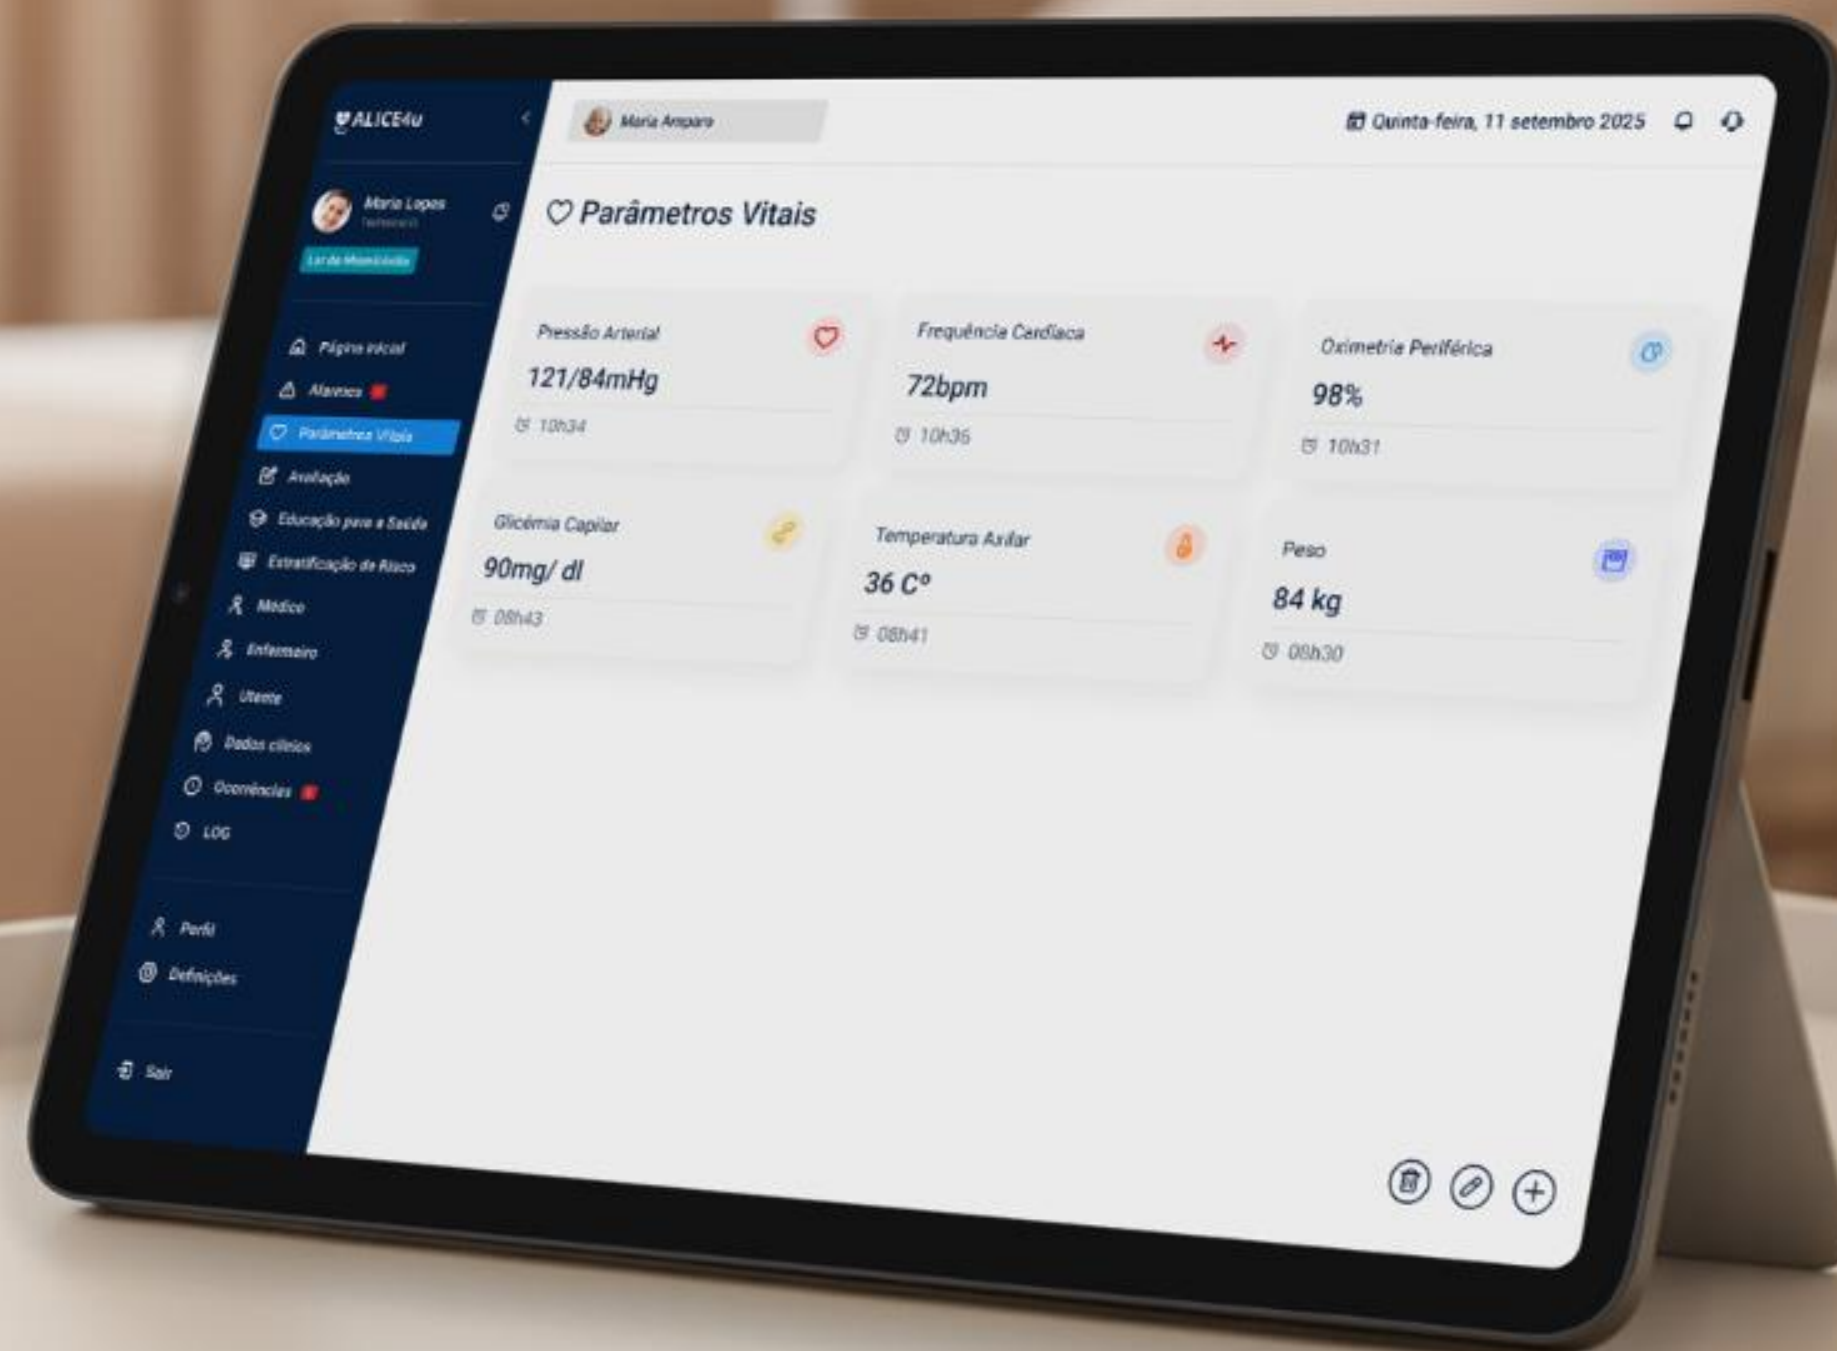 ALICE4U
Maria Amparo
Quinta-feira, 11 setembro 2025
Maria Lopes
Lar da Misericórdia
Parâmetros Vitais
Página inicial
Alarmes
Parâmetros Vitais
Avaliação
Educação para a Saúde
Estratificação de Risco
Médico
Enfermeiro
Utente
Dados clínicos
Ocorrências
LOG
Perfil
Definições
Sair
Pressão Arterial
121/84mHg
10h34
Frequência Cardíaca
72bpm
10h36
Oximetria Periférica
98%
10h31
Glicémia Capilar
90mg/ dl
08h43
Temperatura Axilar
36 Cº
08h41
Peso
84 kg
08h30